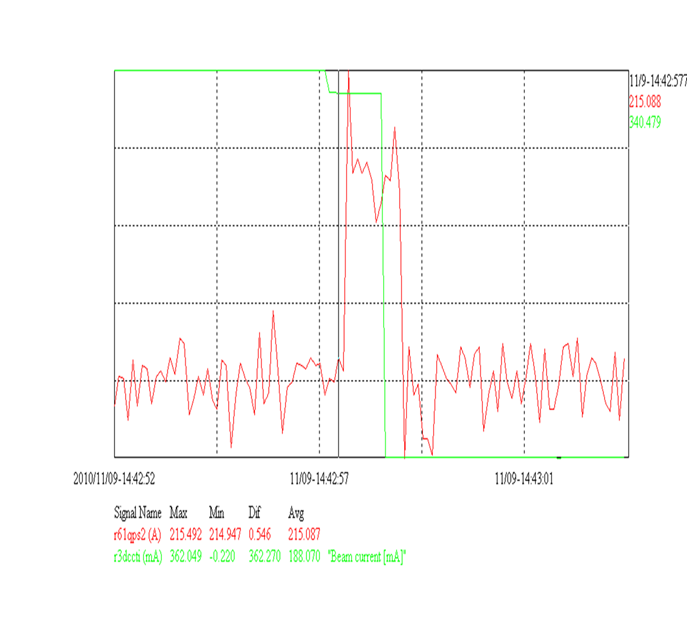 11/9-14:42:577
215.088
340.479
2010/11/09-14:42:52 11/09-14:42:57 11/09-14:43:01
Signal Name Max Min Dif Avg
r61qps2 (A) 215.492 214.947 0.546 215.087
r3dccti (mA) 362.049 -0.220 362.270 188.070 "Beam current [mA]"